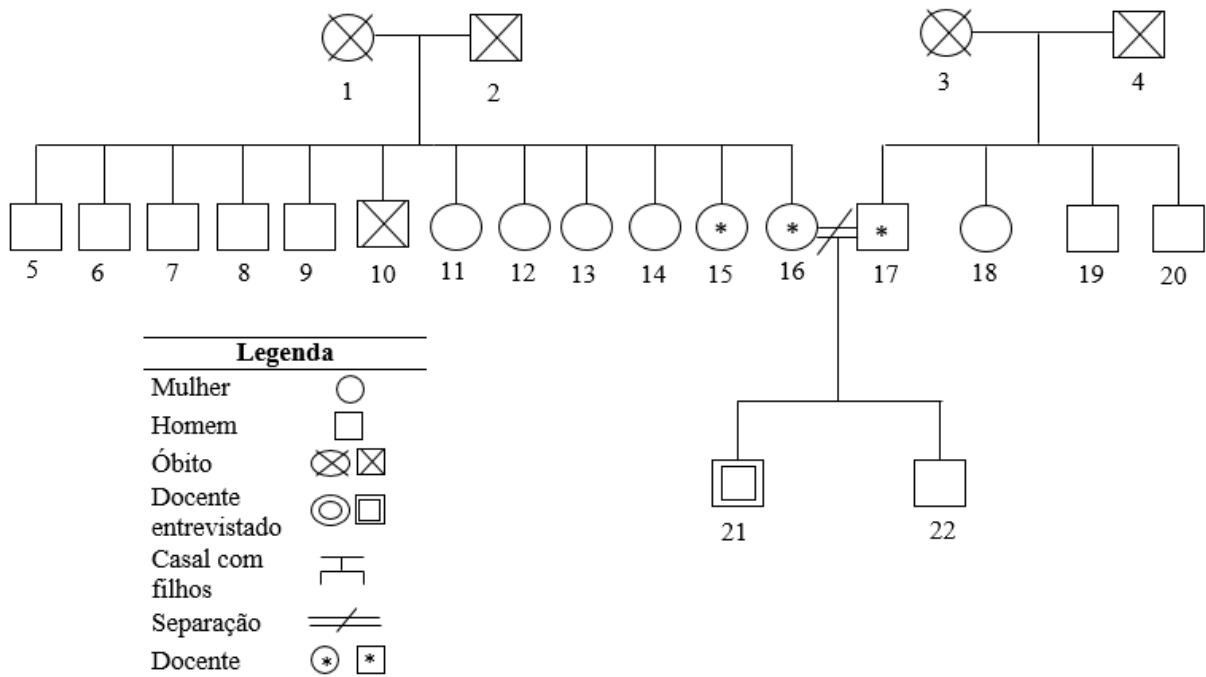 1 2 3 4
5 6 7 8 9 10 11 12 13 14 15 16 17 18 19 20
* * *
Legenda
Mulher
Homem
Óbito
Docente
entrevistado
Casal com
filhos
Separação
Docente * *
21 22